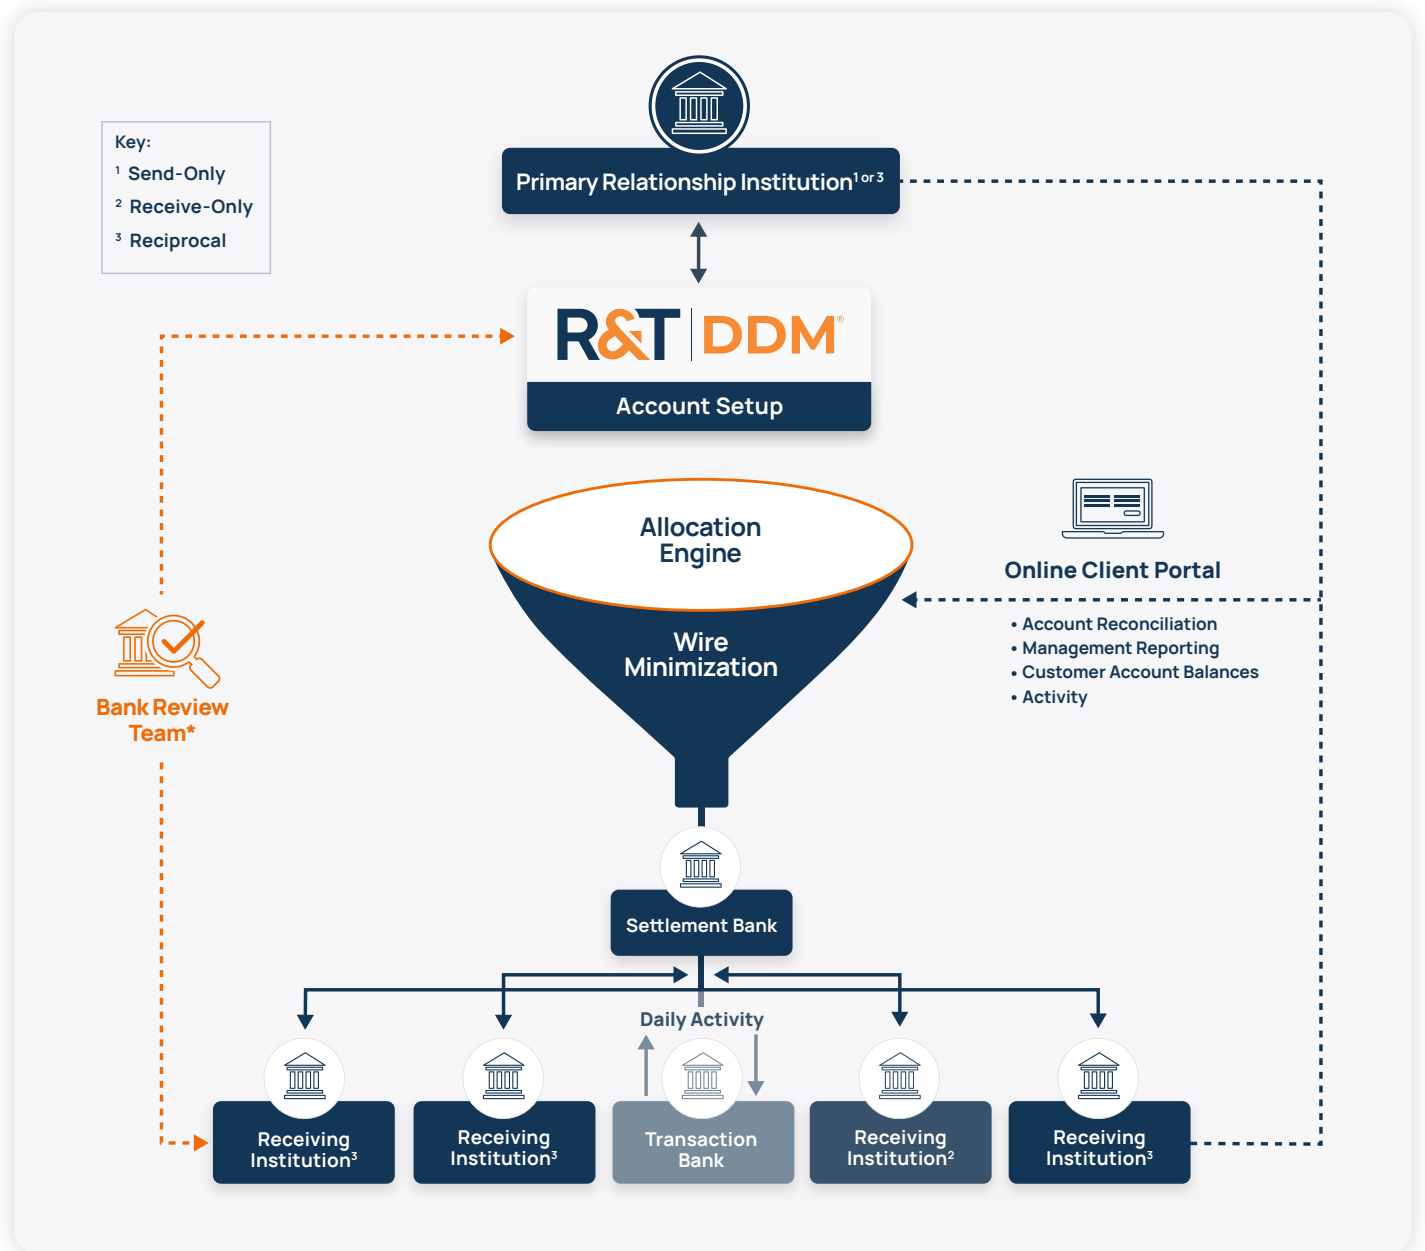 Primary Relationship Institution¹ ᵒʳ ³
Key:
¹ Send-Only
² Receive-Only
³ Reciprocal
R&T | DDM®
Account Setup
Allocation
Engine
Wire
Minimization
Online Client Portal
• Account Reconciliation
• Management Reporting
• Customer Account Balances
• Activity
Bank Review
Team*
Settlement Bank
Daily Activity
Receiving
Institution³
Receiving
Institution³
Transaction
Bank
Receiving
Institution²
Receiving
Institution³